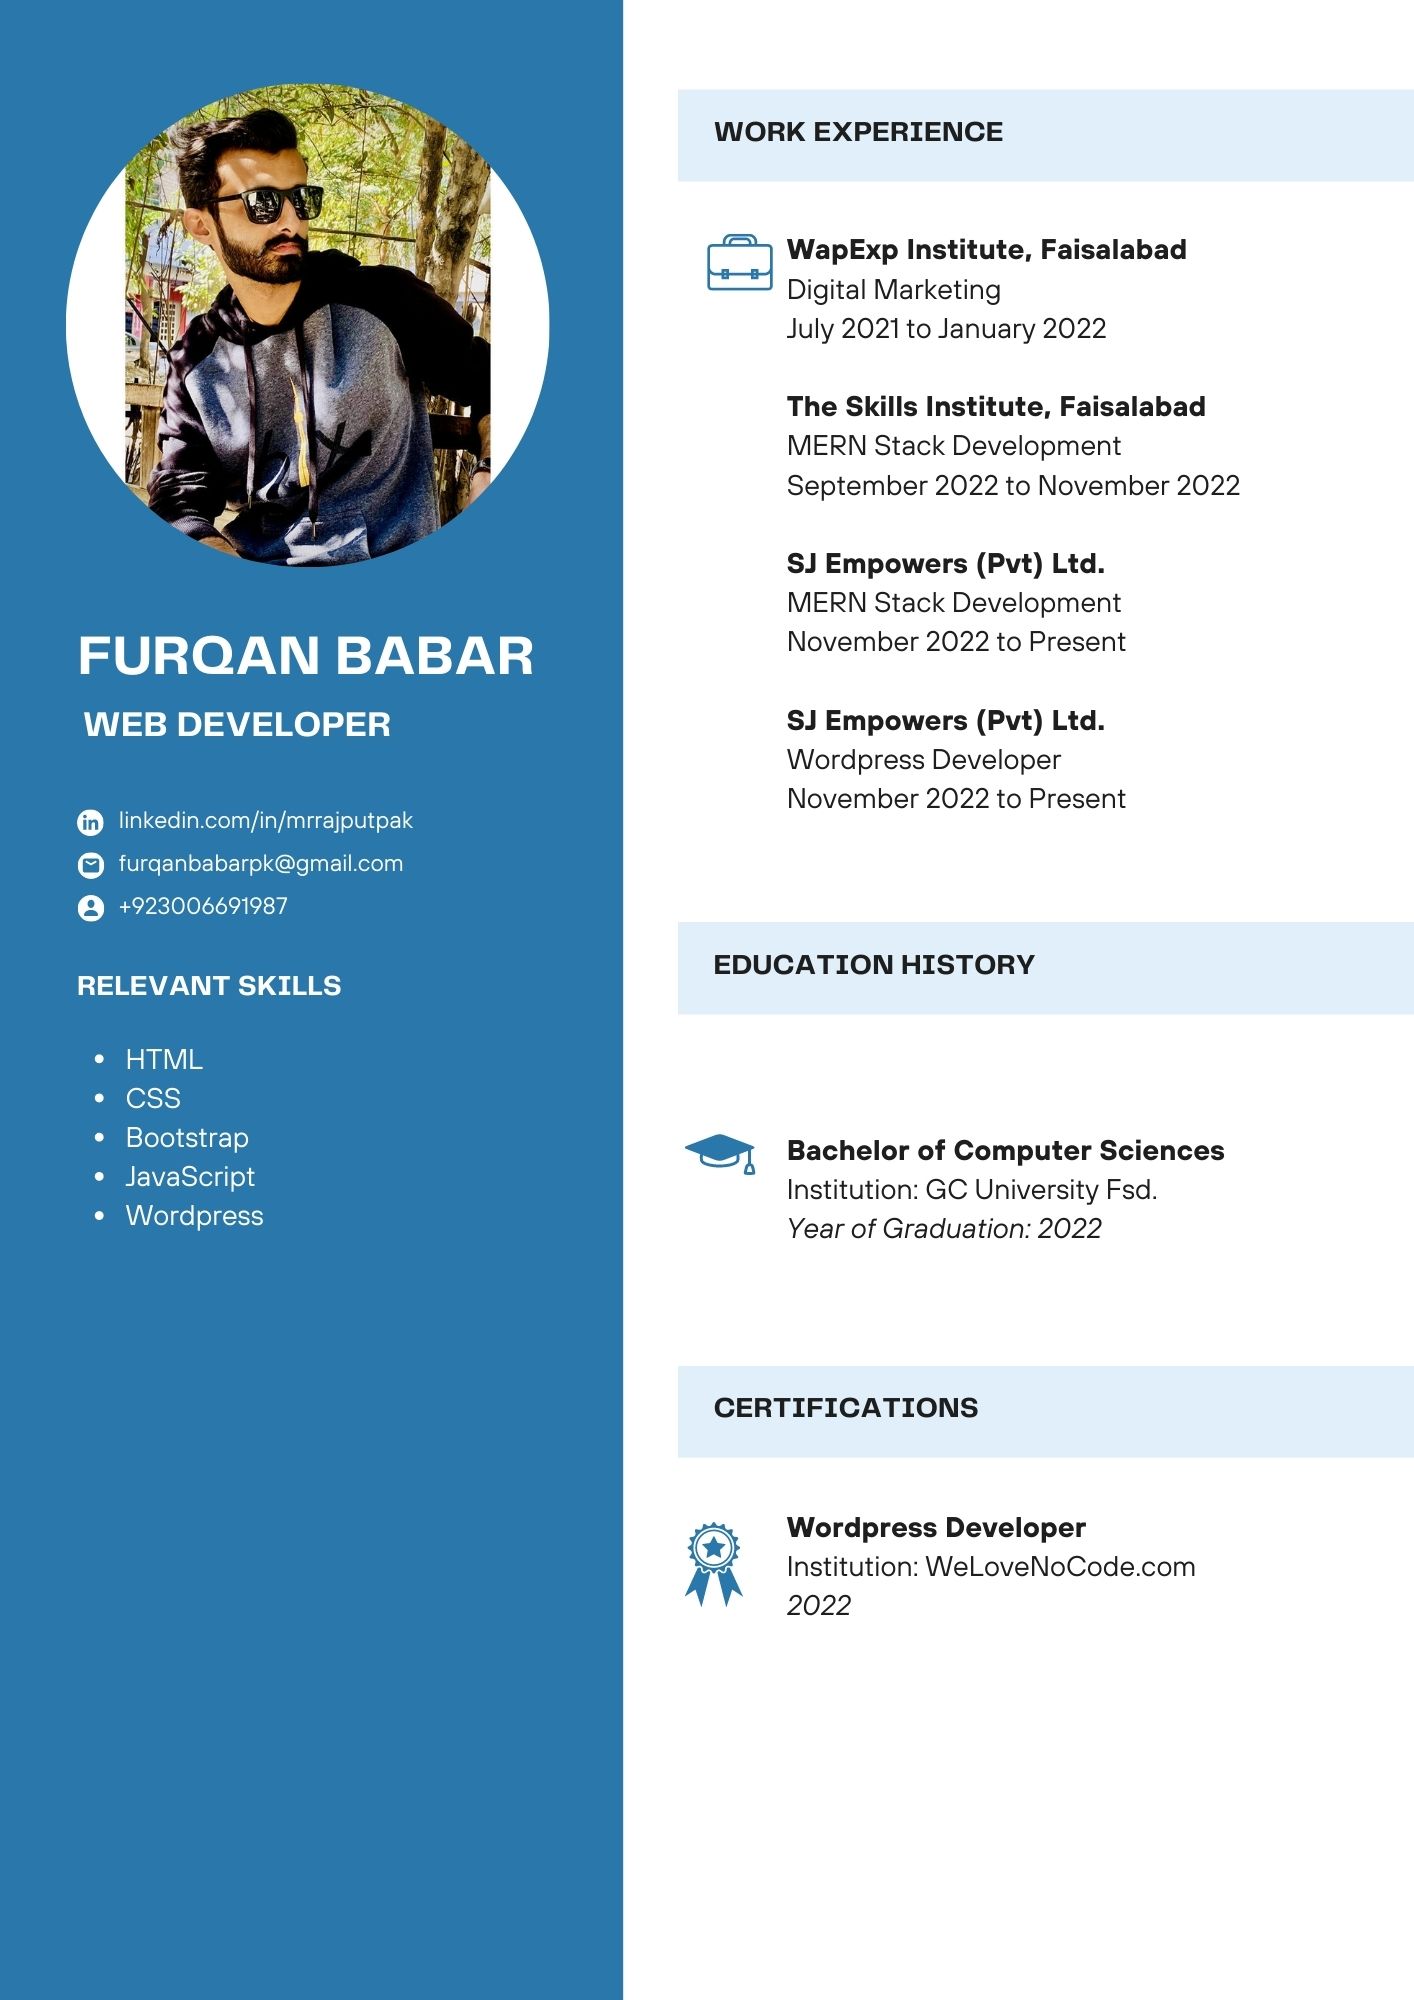 FURQAN BABAR
WEB DEVELOPER
linkedin.com/in/mrrajputpak
furqanbabarpk@gmail.com
+923006691987
RELEVANT SKILLS
• HTML
• CSS
• Bootstrap
• JavaScript
• Wordpress
WORK EXPERIENCE
WapExp Institute, Faisalabad
Digital Marketing
July 2021 to January 2022
The Skills Institute, Faisalabad
MERN Stack Development
September 2022 to November 2022
SJ Empowers (Pvt) Ltd.
MERN Stack Development
November 2022 to Present
SJ Empowers (Pvt) Ltd.
Wordpress Developer
November 2022 to Present
EDUCATION HISTORY
Bachelor of Computer Sciences
Institution: GC University Fsd.
Year of Graduation: 2022
CERTIFICATIONS
Wordpress Developer
Institution: WeLoveNoCode.com
2022